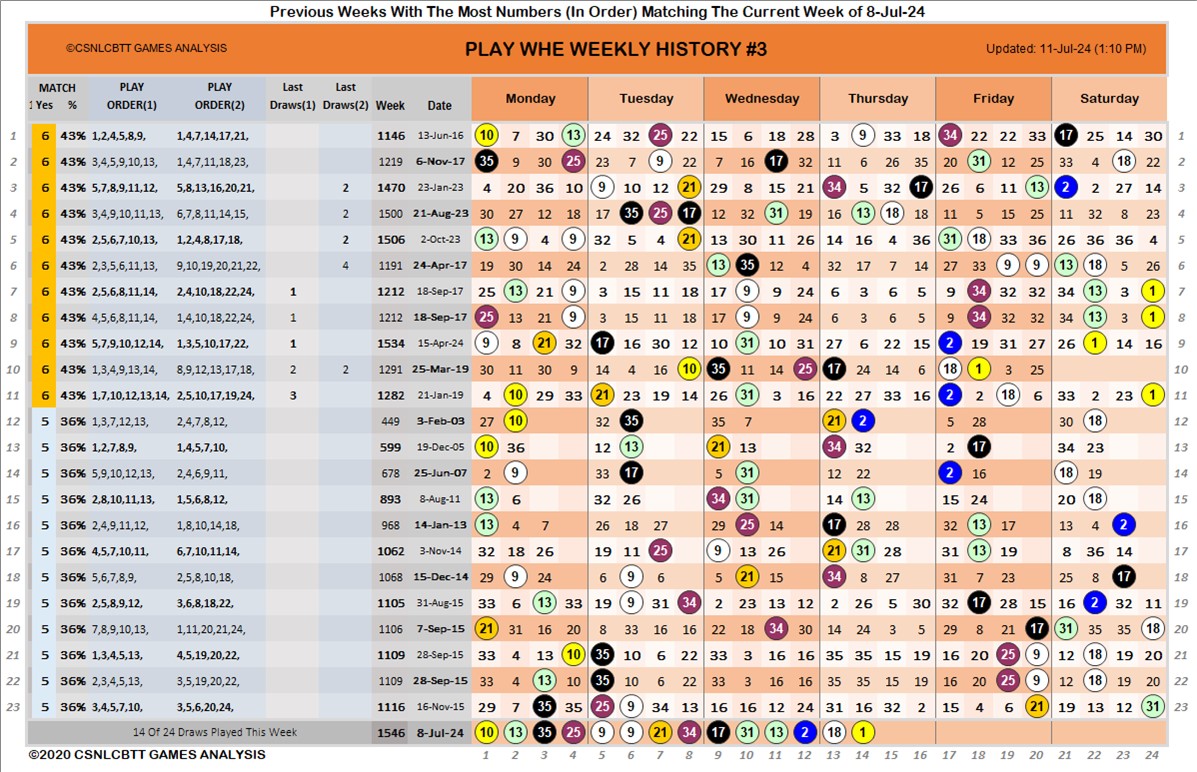 Previous Weeks With The Most Numbers (In Order) Matching The Current Week of 8-Jul-24
©CSNLCBTT GAMES ANALYSIS PLAY WHE WEEKLY HISTORY #3 Updated: 11-Jul-24 (1:10 PM)
MATCH PLAY PLAY Last Last
1 Yes % ORDER(1) ORDER(2) Draws(1) Draws(2) Week Date Monday Tuesday Wednesday Thursday Friday Saturday
1 6 43% 1,2,4,5,8,9, 1,4,7,14,17,21, 1146 13-Jun-16 10 7 30 13 24 32 25 22 15 6 18 28 3 9 33 18 34 22 22 33 17 25 14 30 1
2 6 43% 3,4,5,9,10,13, 1,4,7,11,18,23, 1219 6-Nov-17 35 9 30 25 23 7 9 22 7 16 17 32 11 6 26 35 20 31 12 25 33 4 18 22 2
3 6 43% 5,7,8,9,11,12, 5,8,13,16,20,21, 2 1470 23-Jan-23 4 20 36 10 9 10 12 21 29 8 15 21 34 5 32 17 26 6 11 13 2 2 27 14 3
4 6 43% 3,4,9,10,11,13, 6,7,8,11,14,15, 2 1500 21-Aug-23 30 27 12 18 17 35 25 17 12 32 11 19 16 14 18 18 11 5 15 25 11 32 8 23 4
5 6 43% 2,5,6,7,10,13, 1,2,4,8,17,18, 2 1506 2-Oct-23 13 9 4 9 32 5 4 21 13 30 11 26 14 16 4 36 31 18 33 36 26 36 36 4 5
6 6 43% 2,3,5,6,11,13, 9,10,19,20,21,22, 4 1191 24-Apr-17 19 30 14 24 2 28 14 35 13 35 12 4 32 17 7 14 27 33 9 9 13 18 5 26 6
7 6 43% 2,5,6,8,11,14, 2,4,10,18,22,24, 1 1212 18-Sep-17 25 13 21 9 3 15 11 18 17 9 9 24 6 3 6 5 9 34 32 32 34 13 3 1 7
8 6 43% 4,5,6,8,11,14, 1,4,10,18,22,24, 1 1212 18-Sep-17 25 13 21 9 3 15 11 18 17 9 9 24 6 3 6 5 9 34 32 32 34 13 3 1 8
9 6 43% 5,7,9,10,12,14, 1,3,5,10,17,22, 1 1534 15-Apr-24 9 8 21 32 17 16 30 12 10 31 10 31 27 6 22 15 2 19 31 27 26 1 14 16 9
10 6 43% 1,3,4,9,13,14, 8,9,12,13,17,18, 2 2 1291 25-Mar-19 30 11 30 9 14 4 16 10 35 11 14 25 17 24 14 6 18 1 3 25 10
11 6 43% 1,7,10,12,13,14, 2,5,10,17,19,24, 3 1282 21-Jan-19 4 10 29 33 21 23 19 14 26 31 3 16 22 27 33 16 2 2 18 6 33 2 23 1 11
12 5 36% 1,3,7,12,13, 2,4,7,8,12, 449 3-Feb-03 27 10 32 35 35 7 21 2 5 28 30 18 12
13 5 36% 1,2,7,8,9, 1,4,5,7,10, 599 19-Dec-05 10 36 12 13 21 13 34 32 2 17 34 23 13
14 5 36% 5,9,10,12,13, 2,4,6,9,11, 678 25-Jun-07 2 9 33 17 5 31 12 22 2 16 18 19 14
15 5 36% 2,8,10,11,13, 1,5,6,8,12, 893 8-Aug-11 13 6 32 26 34 31 14 13 15 24 20 18 15
16 5 36% 2,4,9,11,12, 1,8,10,14,18, 968 14-Jan-13 13 4 7 26 18 27 29 25 14 17 28 28 32 13 17 13 4 2 16
17 5 36% 4,5,7,10,11, 6,7,10,11,14, 1062 3-Nov-14 32 18 26 19 11 25 9 13 26 21 31 28 31 13 19 8 36 14 17
18 5 36% 5,6,7,8,9, 2,5,8,10,18, 1068 15-Dec-14 29 9 24 6 9 6 5 21 15 34 8 27 31 7 23 25 8 17 18
19 5 36% 2,5,8,9,12, 3,6,8,18,22, 1105 31-Aug-15 33 6 13 33 19 9 31 34 2 23 13 12 2 26 5 30 32 17 28 15 16 2 32 11 19
20 5 36% 7,8,9,10,13, 1,11,20,21,24, 1106 7-Sep-15 21 31 16 20 8 33 16 16 22 18 34 30 14 24 3 5 29 8 21 17 31 35 35 18 20
21 5 36% 1,3,4,5,13, 4,5,19,20,22, 1109 28-Sep-15 33 4 13 10 35 10 6 22 33 3 16 16 35 35 15 19 16 20 25 9 12 18 19 20 21
22 5 36% 2,3,4,5,13, 3,5,19,20,22, 1109 28-Sep-15 33 4 13 10 35 10 6 22 33 3 16 16 35 35 15 19 16 20 25 9 12 18 19 20 22
23 5 36% 3,4,5,7,10, 3,5,6,20,24, 1116 16-Nov-15 29 7 35 35 25 9 34 13 16 16 12 24 31 16 32 2 15 4 6 21 19 13 12 31 23
14 Of 24 Draws Played This Week 1546 8-Jul-24 10 13 35 25 9 9 21 34 17 31 13 2 18 1
©2020 CSNLCBTT GAMES ANALYSIS 1 2 3 4 5 6 7 8 9 10 11 12 13 14 15 16 17 18 19 20 21 22 23 24